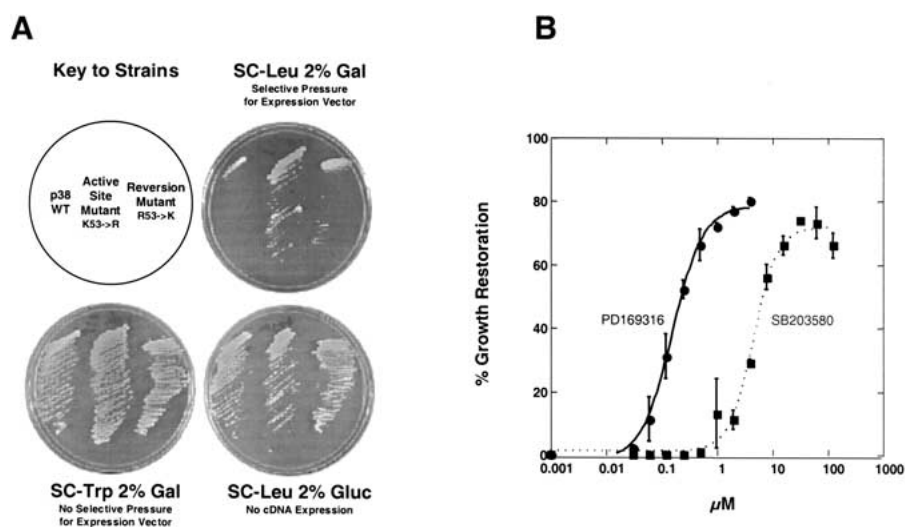 A
Key to Strains
SC-Leu 2% Gal
Selective Pressure
for Expression Vector
p38
WT
Active
Site
Mutant
K53->R
Reversion
Mutant
R53->K
SC-Trp 2% Gal
No Selective Pressure
for Expression Vector
SC-Leu 2% Gluc
No cDNA Expression
B
% Growth Restoration
100
80
60
40
20
0
PD169316
SB203580
0.001
0.01
0.1
1
10
100
1000
µM